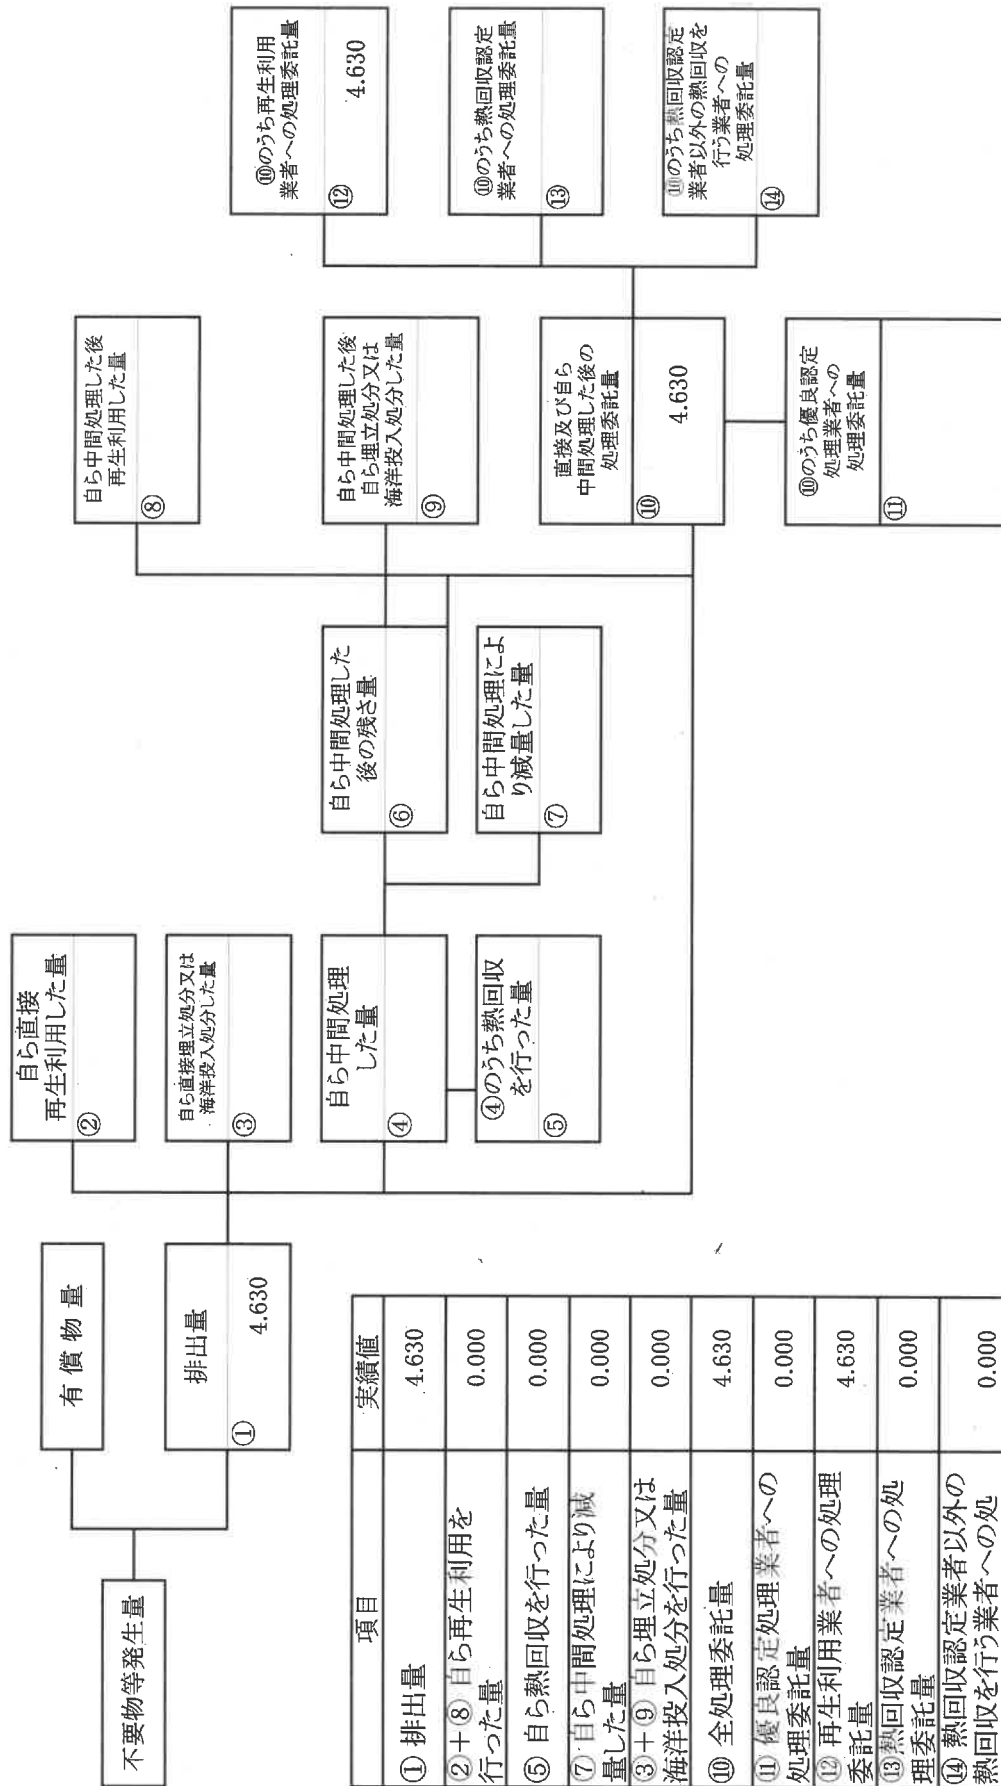 不要物等発生量
有償物量
排出量
①
4.630
自ら直接
再生利用した量
②
自ら直接埋立処分又は
海洋投入処分した量
③
自ら中間処理
した量
④
④のうち熱回収
を行った量
⑤
自ら中間処理した
後の残さ量
⑥
自ら中間処理によ
り減量した量
⑦
自ら中間処理した後
再生利用した量
⑧
自ら中間処理した後
自ら埋立処分又は
海洋投入処分した量
⑨
直接及び自ら
中間処理した後の
処理委託量
⑩
4.630
⑩のうち優良認定
処理業者への
処理委託量
⑪
⑩のうち再生利用
業者への処理委託量
⑫
4.630
⑩のうち熱回収認定
業者への処理委託量
⑬
⑩のうち熱回収認定
業者以外の熱回収を
行う業者への
処理委託量
⑭
項目 実績値
①排出量 4.630
②+⑧ 自ら再生利用を
行った量 0.000
⑤ 自ら熱回収を行った量 0.000
⑦ 自ら中間処理により減
量した量 0.000
③+⑨ 自ら埋立処分又は
海洋投入処分を行った量 0.000
⑩ 全処理委託量 4.630
⑪ 優良認定処理業者への
処理委託量 0.000
⑫ 再生利用業者への処理
委託量 4.630
⑬熱回収認定業者への処
理委託量 0.000
⑭ 熱回収認定業者以外の
熱回収を行う業者への処 0.000